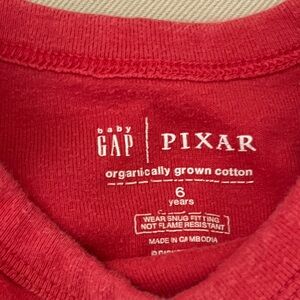 baby
GAP | PIXAR
organically grown cotton
6
years
WEAR SNUG FITTING
NOT FLAME RESISTANT
MADE IN CAMBODIA